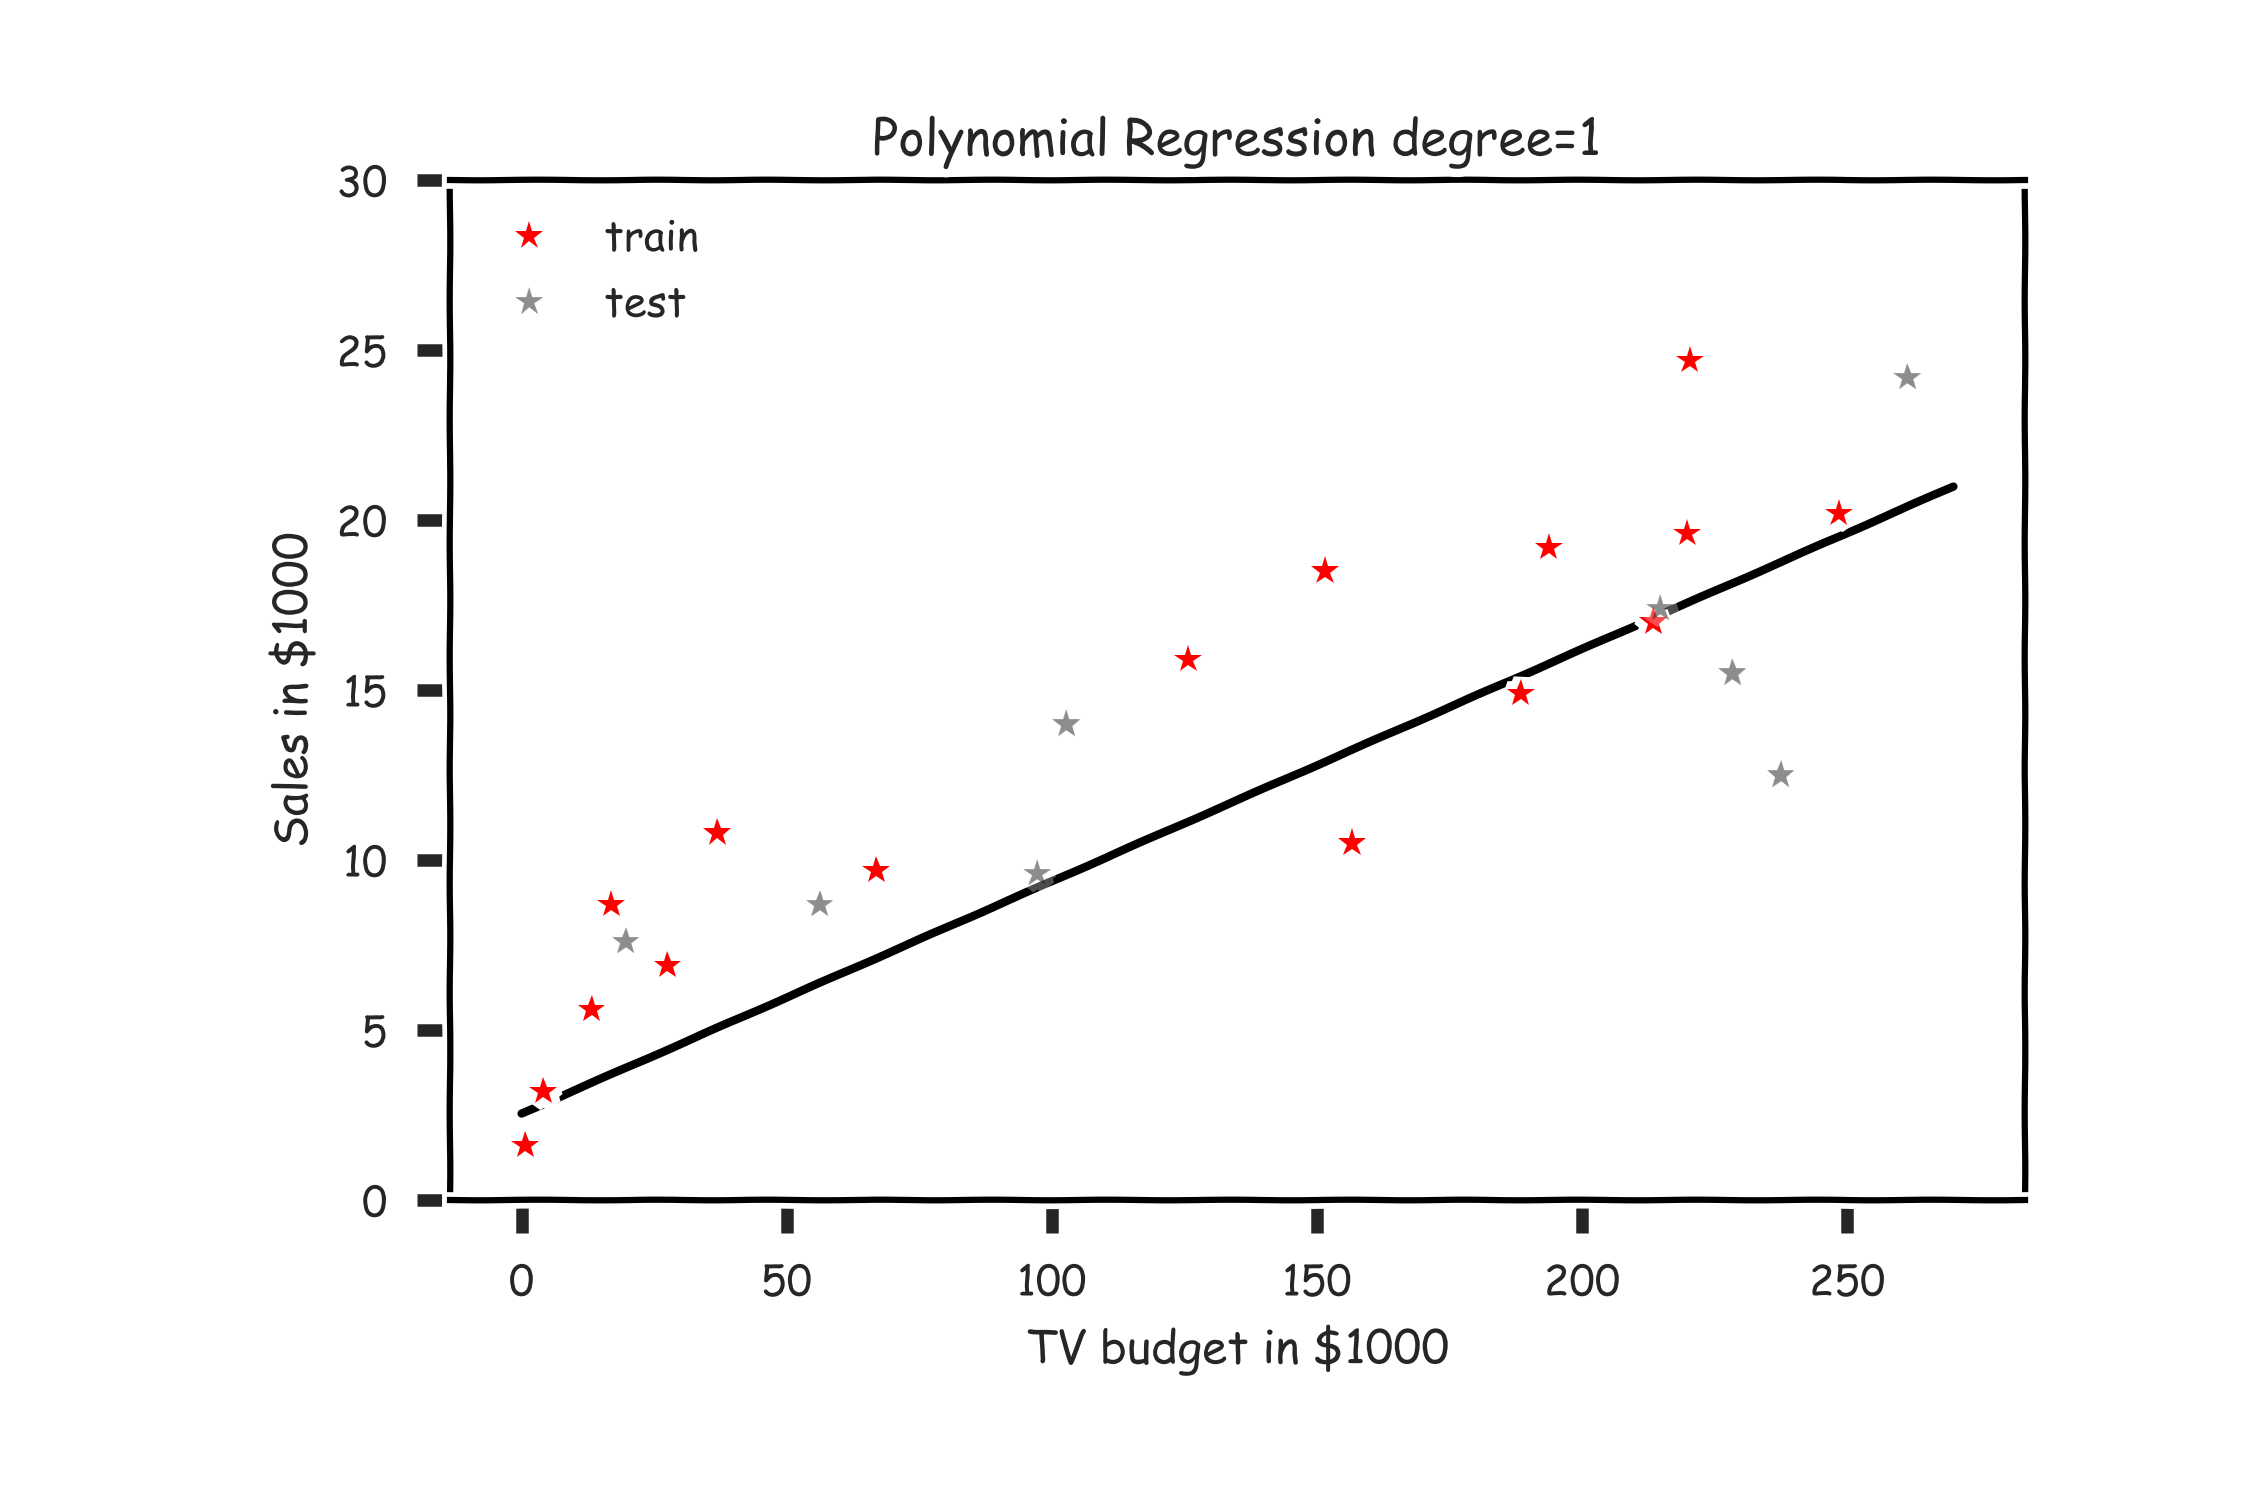 Polynomial Regression degree=1
30
25
20
15
10
5
0
train
test
Sales in $1000
0 50 100 150 200 250
TV budget in $1000